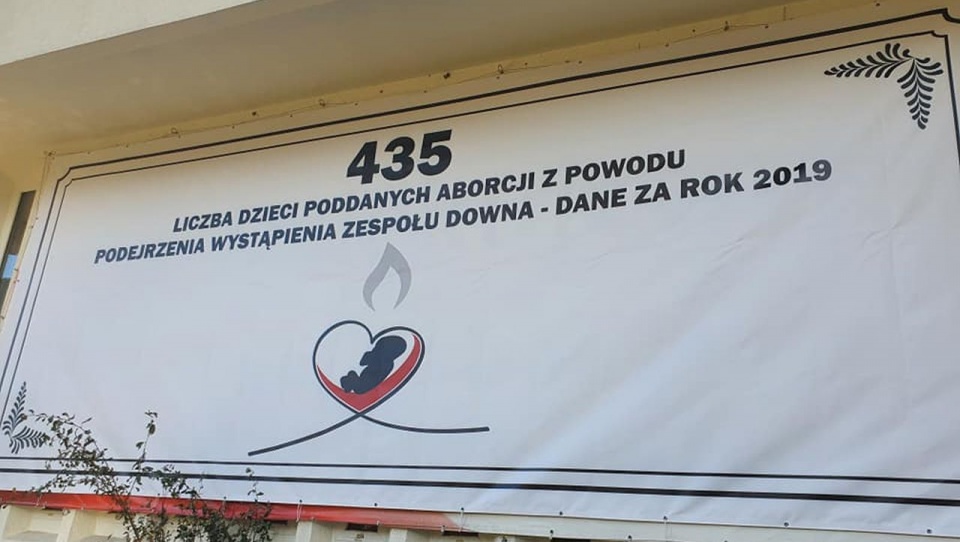 435
LICZBA DZIECI PODDANYCH ABORCJI Z POWODU
PODEJRZENIA WYSTĄPIENIA ZESPOŁU DOWNA - DANE ZA ROK 2019